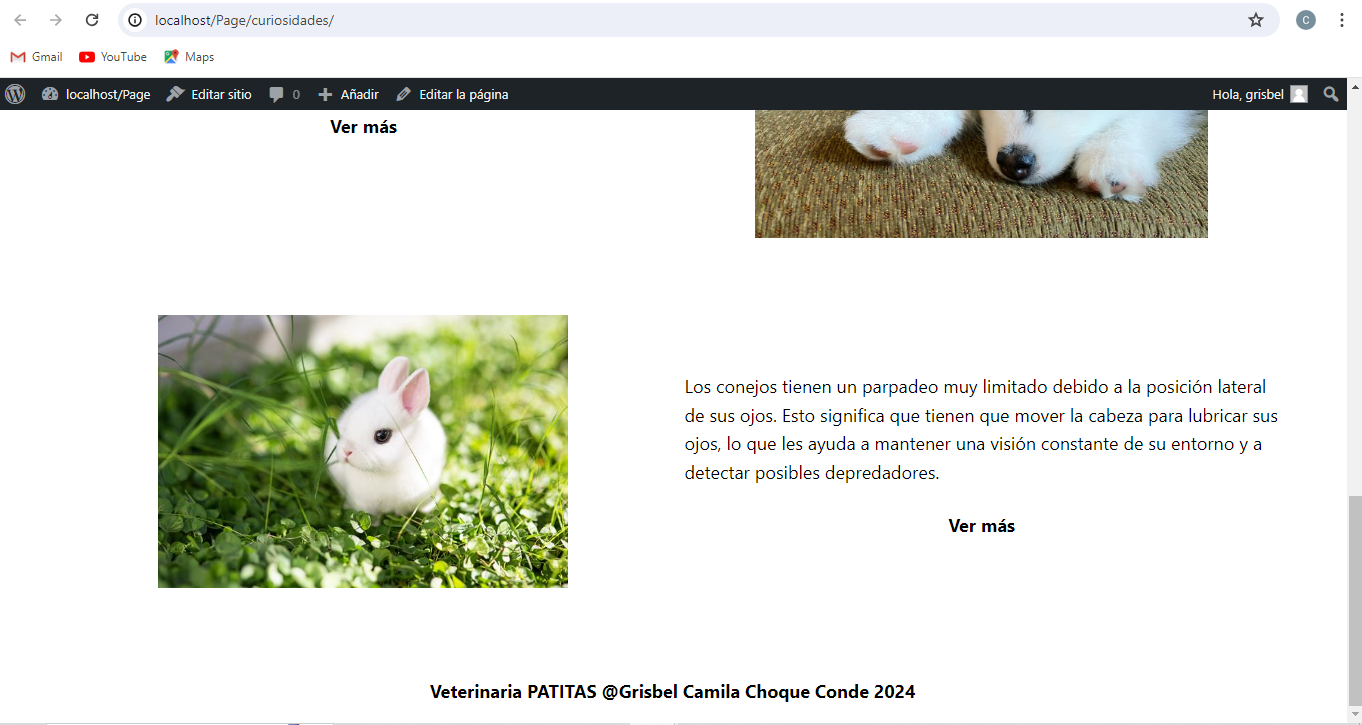 localhost/Page/curiosidades/
C
Gmail YouTube Maps
localhost/Page Editar sitio 0 Añadir Editar la página Hola, grisbel
Ver más
Los conejos tienen un parpadeo muy limitado debido a la posición lateral
de sus ojos. Esto significa que tienen que mover la cabeza para lubricar sus
ojos, lo que les ayuda a mantener una visión constante de su entorno y a
detectar posibles depredadores.
Ver más
Veterinaria PATITAS @Grisbel Camila Choque Conde 2024